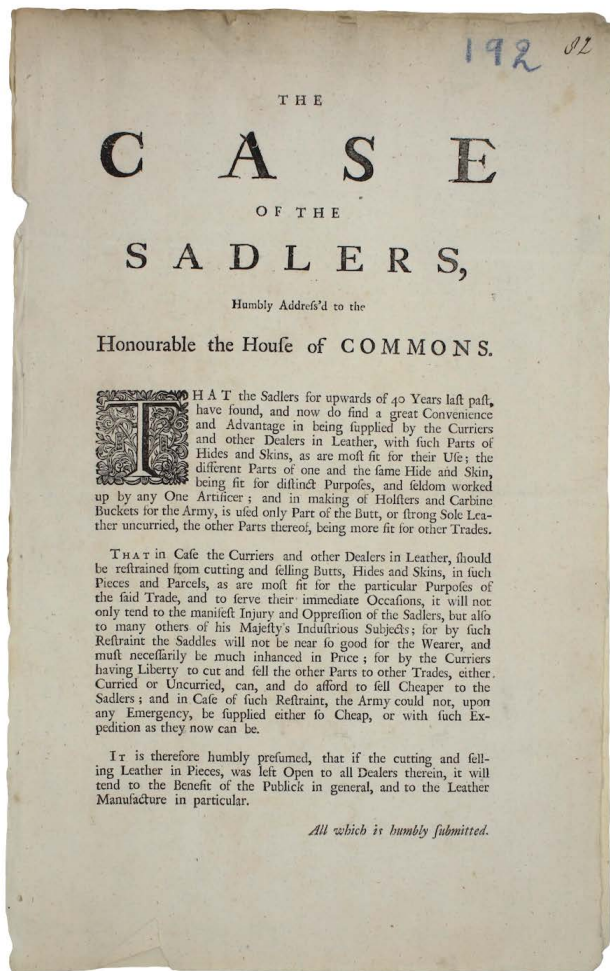 192 82
THE
CASE
OF THE
SADLERS,
Humbly Addreſs'd to the
Honourable the Houſe of COMMONS.
THAT the Sadlers for upwards of 40 Years laſt paſt,
have found, and now do find a great Convenience
and Advantage in being ſupplied by the Curriers
and other Dealers in Leather, with ſuch Parts of
Hides and Skins, as are moſt fit for their Uſe; the
different Parts of one and the ſame Hide and Skin,
being fit for diſtinct Purpoſes, and ſeldom worked
up by any One Artificer; and in making of Holſters and Carbine
Buckets for the Army, is uſed only Part of the Butt, or ſtrong Sole Lea-
ther uncurried, the other Parts thereof, being more fit for other Trades.
THAT in Caſe the Curriers and other Dealers in Leather, ſhould
be reſtrained from cutting and ſelling Butts, Hides and Skins, in ſuch
Pieces and Parcels, as are moſt fit for the particular Purpoſes of
the ſaid Trade, and to ſerve their immediate Occaſions, it will not
only tend to the manifeſt Injury and Oppreſſion of the Sadlers, but alſo
to many others of his Majeſty's Induſtrious Subjects; for by ſuch
Reſtraint the Saddles will not be near ſo good for the Wearer, and
muſt neceſſarily be much inhanced in Price; for by the Curriers
having Liberty to cut and ſell the other Parts to other Trades, either
Curried or Uncurried, can, and do afford to ſell Cheaper to the
Sadlers; and in Caſe of ſuch Reſtraint, the Army could not, upon
any Emergency, be ſupplied either ſo Cheap, or with ſuch Ex-
pedition as they now can be.
IT is therefore humbly preſumed, that if the cutting and ſell-
ing Leather in Pieces, was left Open to all Dealers therein, it will
tend to the Benefit of the Publick in general, and to the Leather
Manufacture in particular.
All which is humbly ſubmitted.